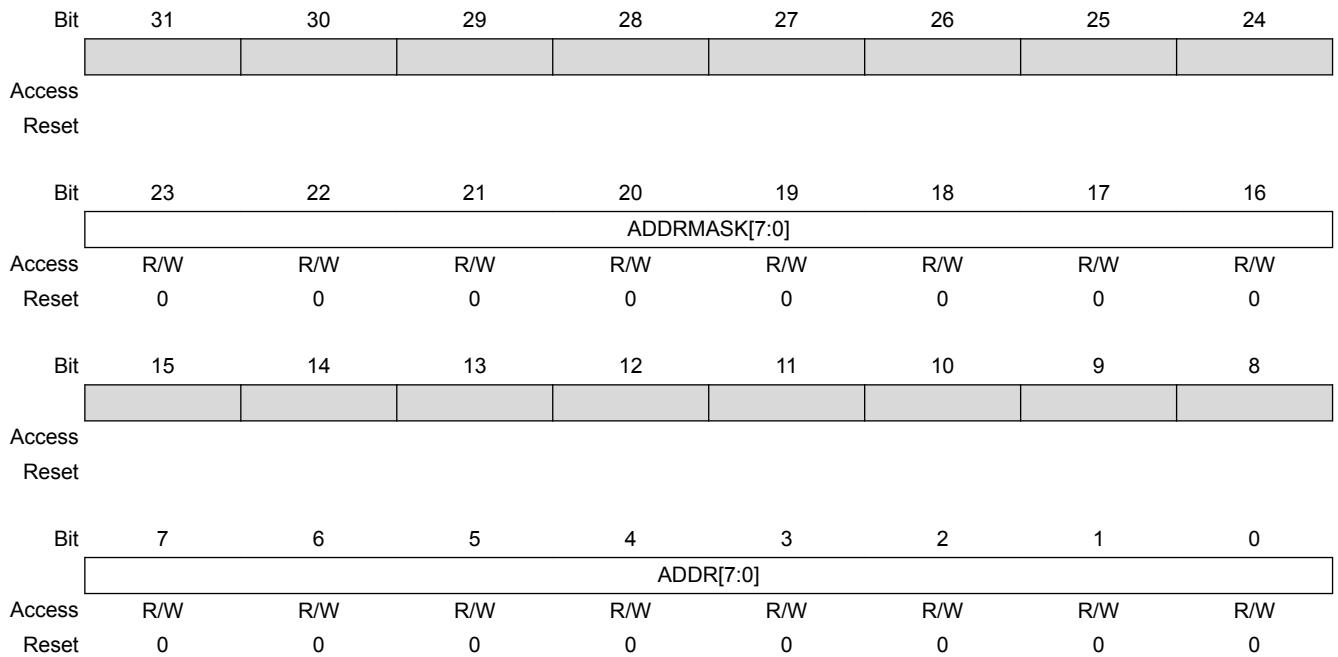 Bit 31 30 29 28 27 26 25 24
Access
Reset
Bit 23 22 21 20 19 18 17 16
ADDRMASK[7:0]
Access R/W R/W R/W R/W R/W R/W R/W R/W
Reset 0 0 0 0 0 0 0 0
Bit 15 14 13 12 11 10 9 8
Access
Reset
Bit 7 6 5 4 3 2 1 0
ADDR[7:0]
Access R/W R/W R/W R/W R/W R/W R/W R/W
Reset 0 0 0 0 0 0 0 0